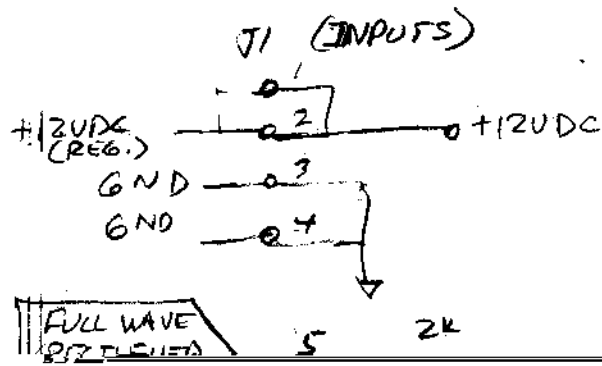 J1 (INPUTS)
1
2
+12VDC
(REG.)
+12VDC
3
GND
4
GND
FULL WAVE
5
2K